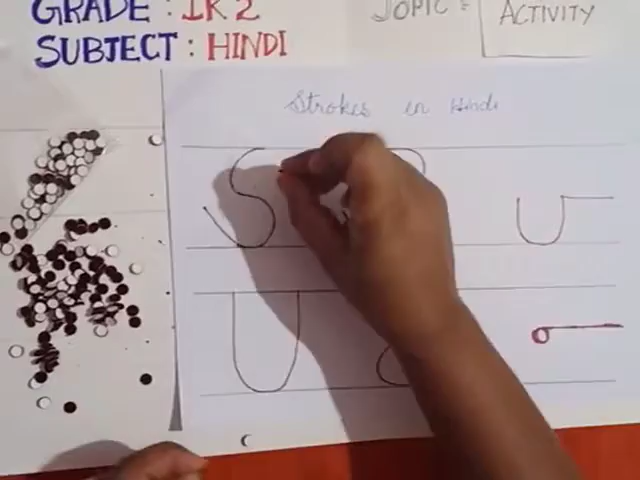 GRADE : IK 2
SUBJECT : HINDI
TOPIC :
ACTIVITY
Strokes in Hindi